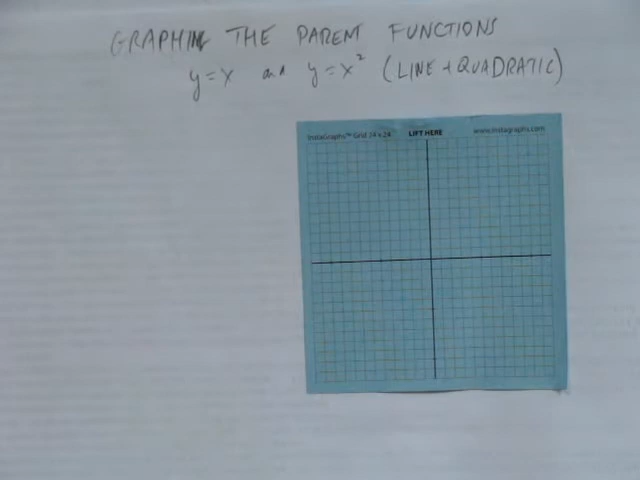 GRAPHING THE PARENT FUNCTIONS
y = x and y = x² (LINE + QUADRATIC)
InstaGraphs™ Grid 24 x 24 LIFT HERE www.instagraphs.com